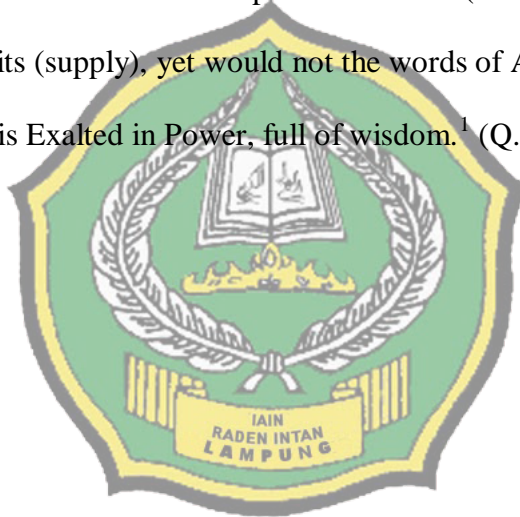 its (supply), yet would not the words of A
is Exalted in Power, full of wisdom.1 (Q.
IAIN
RADEN INTAN
LAMPUNG